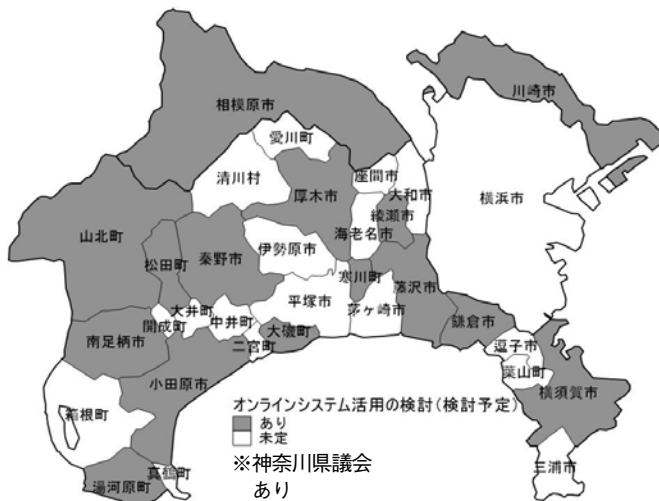 川崎市
相模原市
愛川町
座間市
清川村
厚木市
大和市
横浜市
綾瀬市
海老名市
山北町
伊勢原市
秦野市
松田町
寒川町
藤沢市
大井町
平塚市
茅ヶ崎市
鎌倉市
開成町
中井町
大磯町
南足柄市
二宮町
逗子市
葉山町
小田原市
横須賀市
オンラインシステム活用の検討(検討予定)
箱根町
あり
未定
※神奈川県議会
あり
真鶴町
湯河原町
三浦市